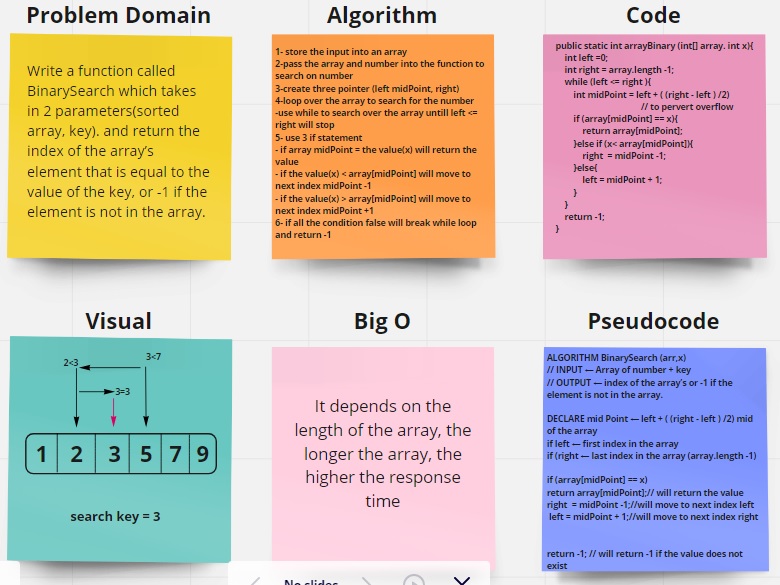 Problem Domain
Write a function called
BinarySearch which takes
in 2 parameters(sorted
array, key). and return the
index of the array's
element that is equal to the
value of the key, or -1 if the
element is not in the array.
Algorithm
1- store the input into an array
2-pass the array and number into the function to
search on number
3-create three pointer (left midPoint, right)
4-loop over the array to search for the number
-use while to search over the array untill left <=
right will stop
5- use 3 if statement
- if array midPoint = the value(x) will return the
value
- if the value(x) < array[midPoint] will move to
next index midPoint -1
- if the value(x) > array[midPoint] will move to
next index midPoint +1
6- if all the condition false will break while loop
and return -1
Code
public static int arrayBinary (int[] array. int x){
int left =0;
int right = array.length -1;
while (left <= right ){
int midPoint = left + ( (right - left ) /2)
// to pervert overflow
if (array[midPoint] == x){
return array[midPoint];
}else if (x< array[midPoint]){
right = midPoint -1;
}else{
left = midPoint + 1;
}
}
return -1;
}
Visual
2<3
3<7
3=3
1 2 3 5 7 9
search key = 3
Big O
It depends on the
length of the array, the
longer the array, the
higher the response
time
Pseudocode
ALGORITHM BinarySearch (arr,x)
// INPUT –– Array of number + key
// OUTPUT –– index of the array's or -1 if the
element is not in the array.
DECLARE mid Point –– left + ( (right - left ) /2) mid
of the array
if left –– first index in the array
if (right –– last index in the array (array.length -1)
if (array[midPoint] == x)
return array[midPoint];// will return the value
right = midPoint -1;//will move to next index left
left = midPoint + 1;//will move to next index right
return -1; // will return -1 if the value does not
exist
No slides